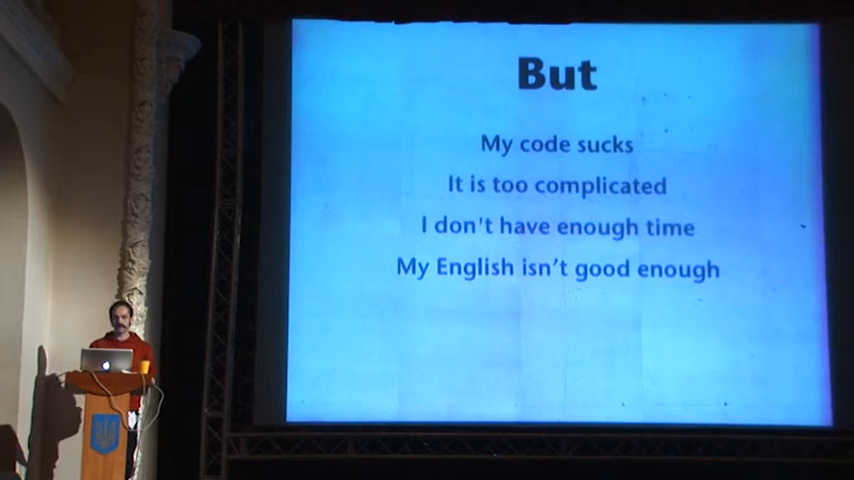 But
My code sucks
It is too complicated
I don't have enough time
My English isn't good enough